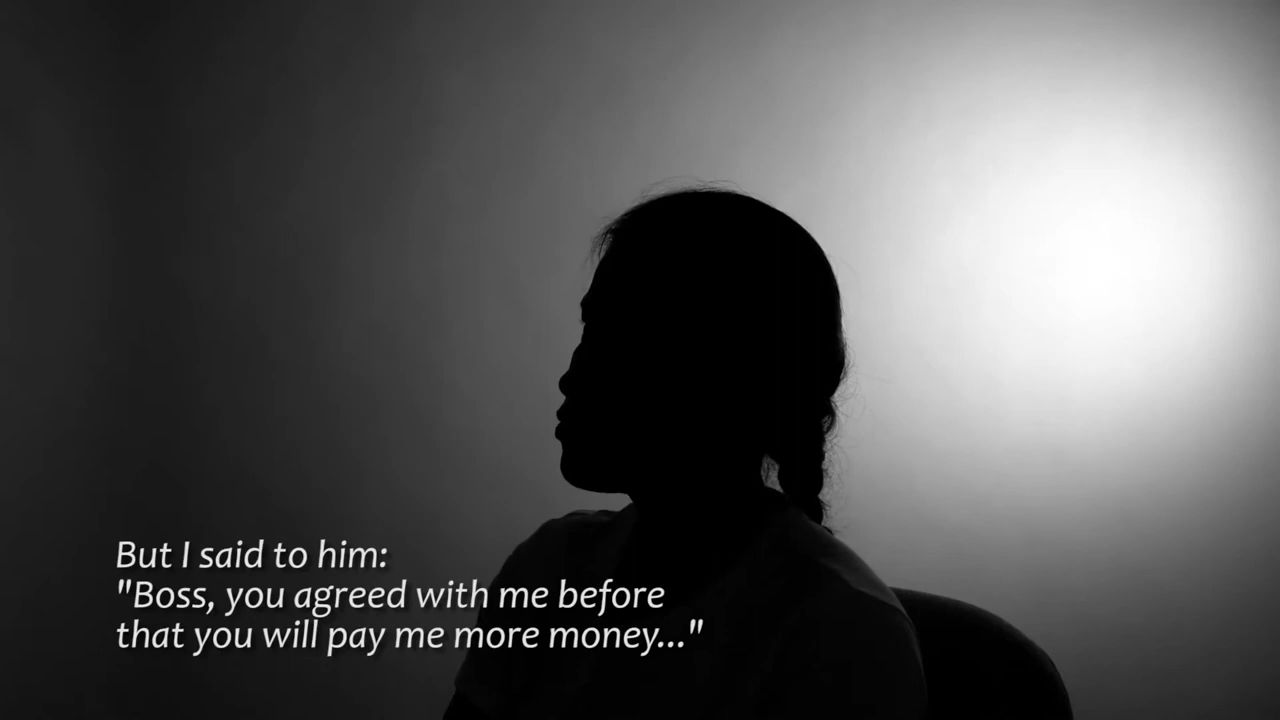 But I said to him:
"Boss, you agreed with me before
that you will pay me more money..."